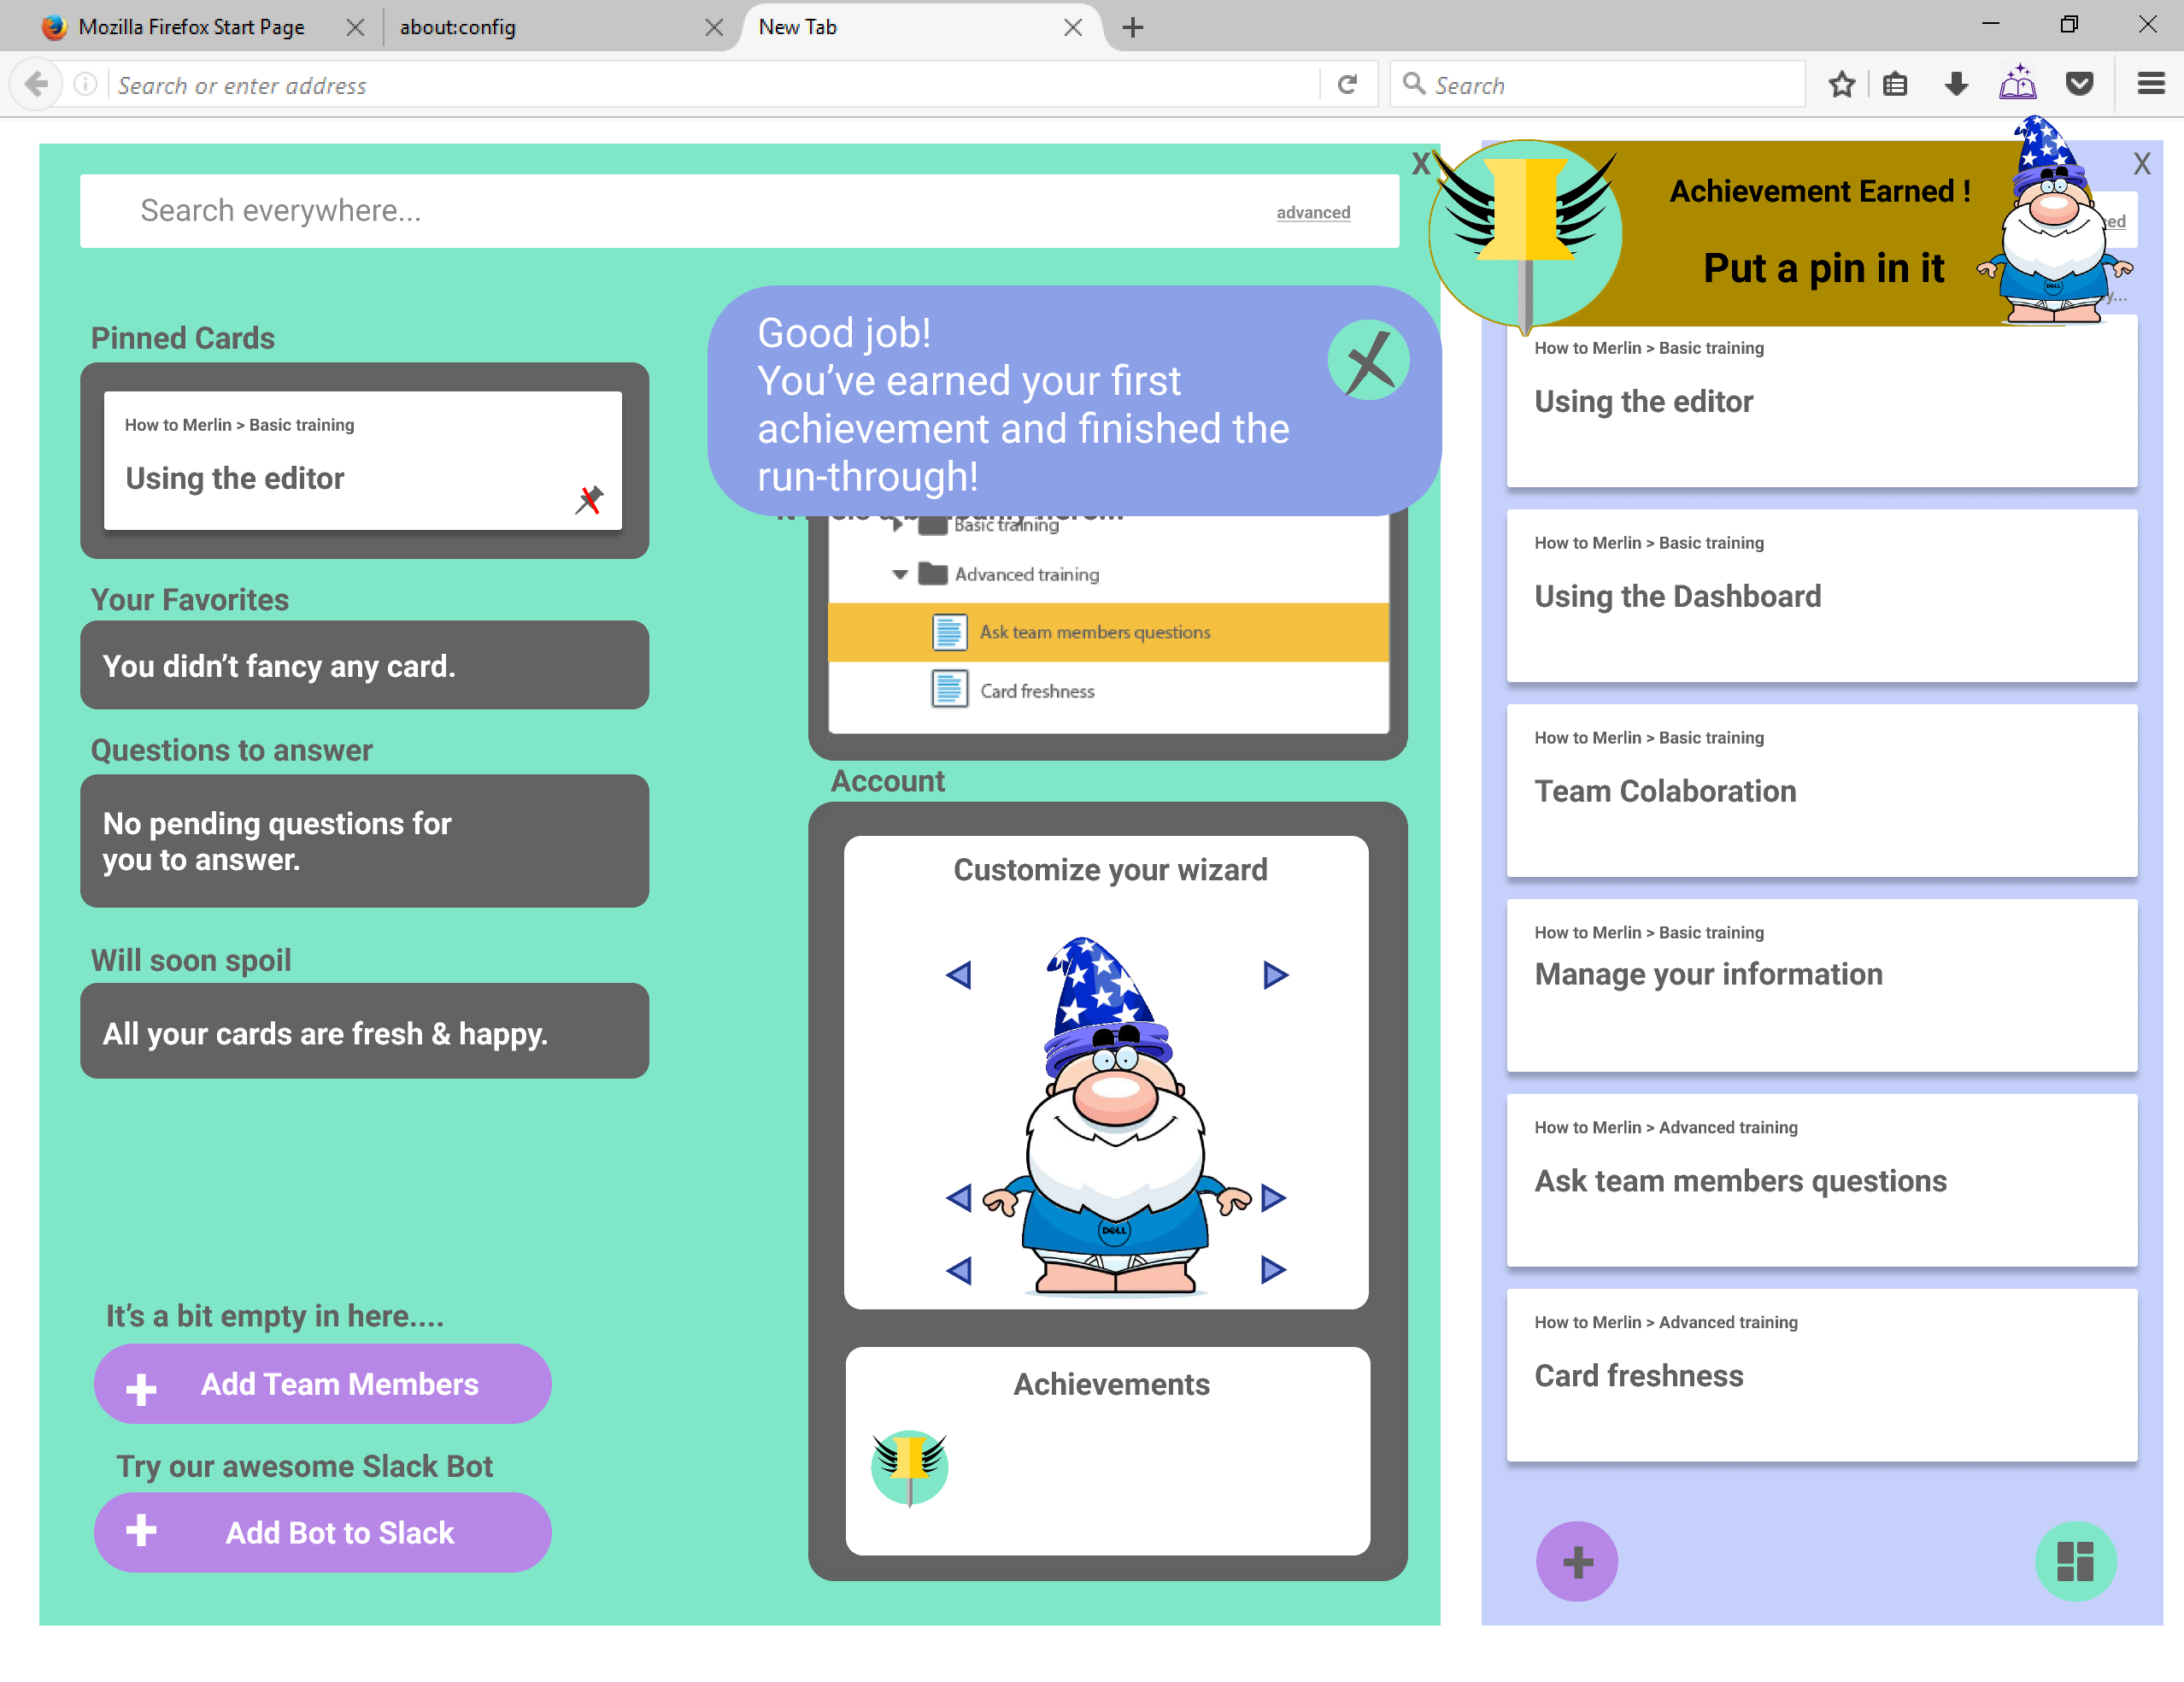 Mozilla Firefox Start Page
about:config
New Tab
Search or enter address
Search
X
Search everywhere...
advanced
Pinned Cards
How to Merlin > Basic training
Using the editor
Your Favorites
You didn't fancy any card.
Questions to answer
No pending questions for
you to answer.
Will soon spoil
All your cards are fresh & happy.
It's a bit empty in here....
Add Team Members
Try our awesome Slack Bot
Add Bot to Slack
Good job!
You've earned your first
achievement and finished the
run-through!
Basic training
Advanced training
Ask team members questions
Card freshness
Account
Customize your wizard
DELL
Achievements
Achievement Earned !
Put a pin in it
DELL
X
How to Merlin > Basic training
Using the editor
How to Merlin > Basic training
Using the Dashboard
How to Merlin > Basic training
Team Colaboration
How to Merlin > Basic training
Manage your information
How to Merlin > Advanced training
Ask team members questions
How to Merlin > Advanced training
Card freshness